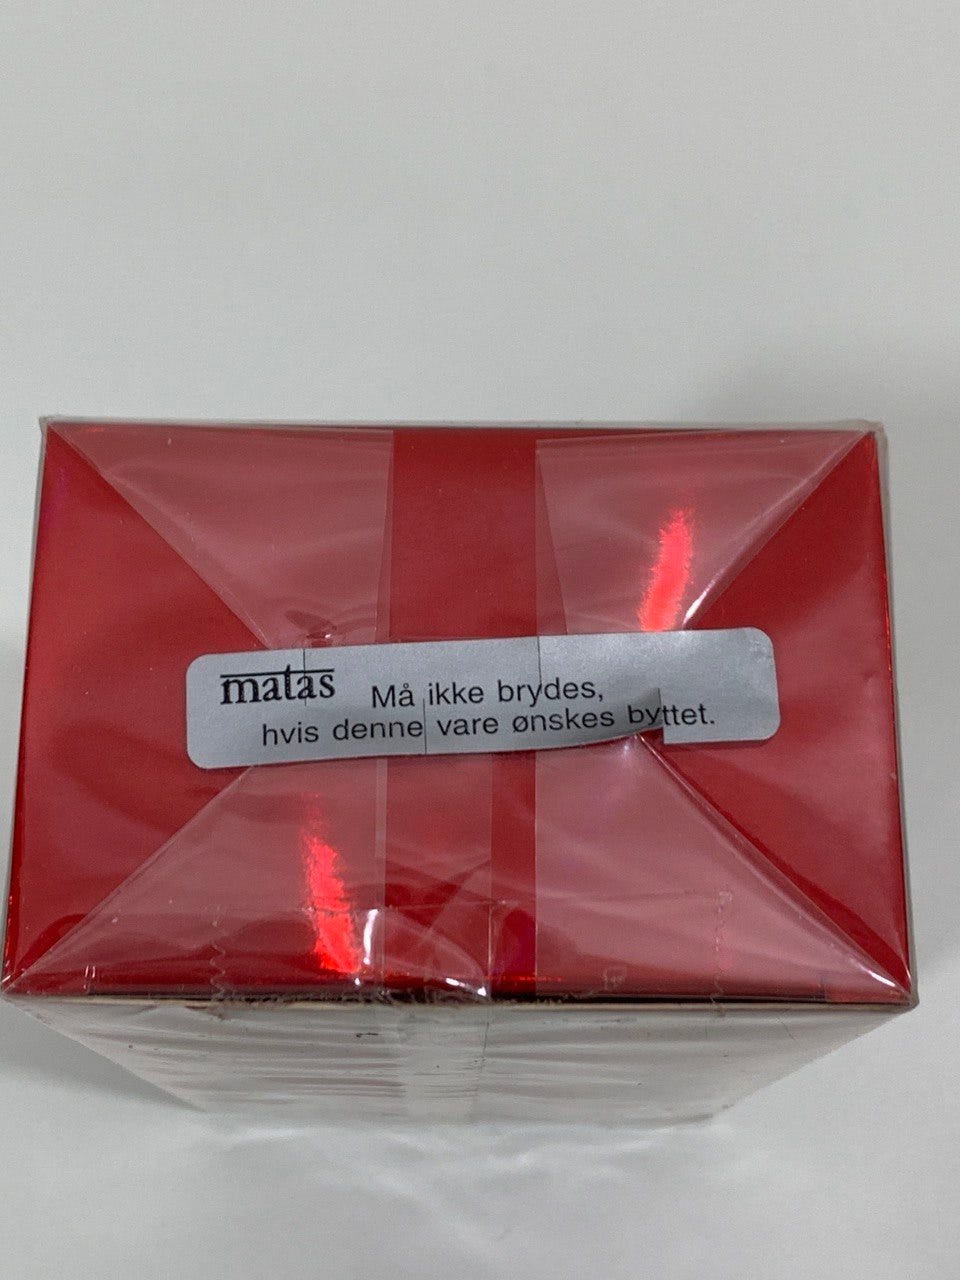 matas Må ikke brydes,
hvis denne vare ønskes byttet.